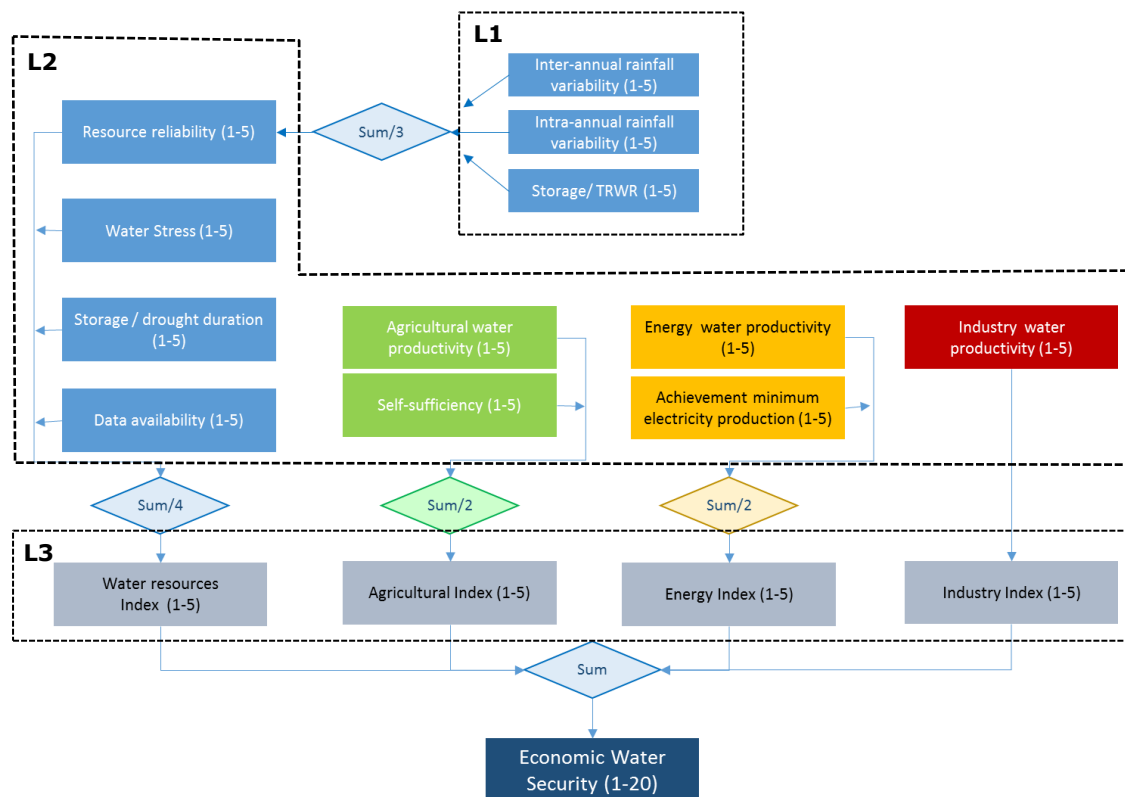 L1
L2
Inter-annual rainfall
variability (1-5)
Resource reliability (1-5)
Sum/3
Intra-annual rainfall
variability (1-5)
Storage/ TRWR (1-5)
Water Stress (1-5)
Storage / drought duration
(1-5)
Agricultural water
productivity (1-5)
Energy water productivity
(1-5)
Industry water
productivity (1-5)
Data availability (1-5)
Self-sufficiency (1-5)
Achievement minimum
electricity production (1-5)
Sum/4
Sum/2
Sum/2
L3
Water resources
Index (1-5)
Agricultural Index (1-5)
Energy Index (1-5)
Industry Index (1-5)
Sum
Economic Water
Security (1-20)